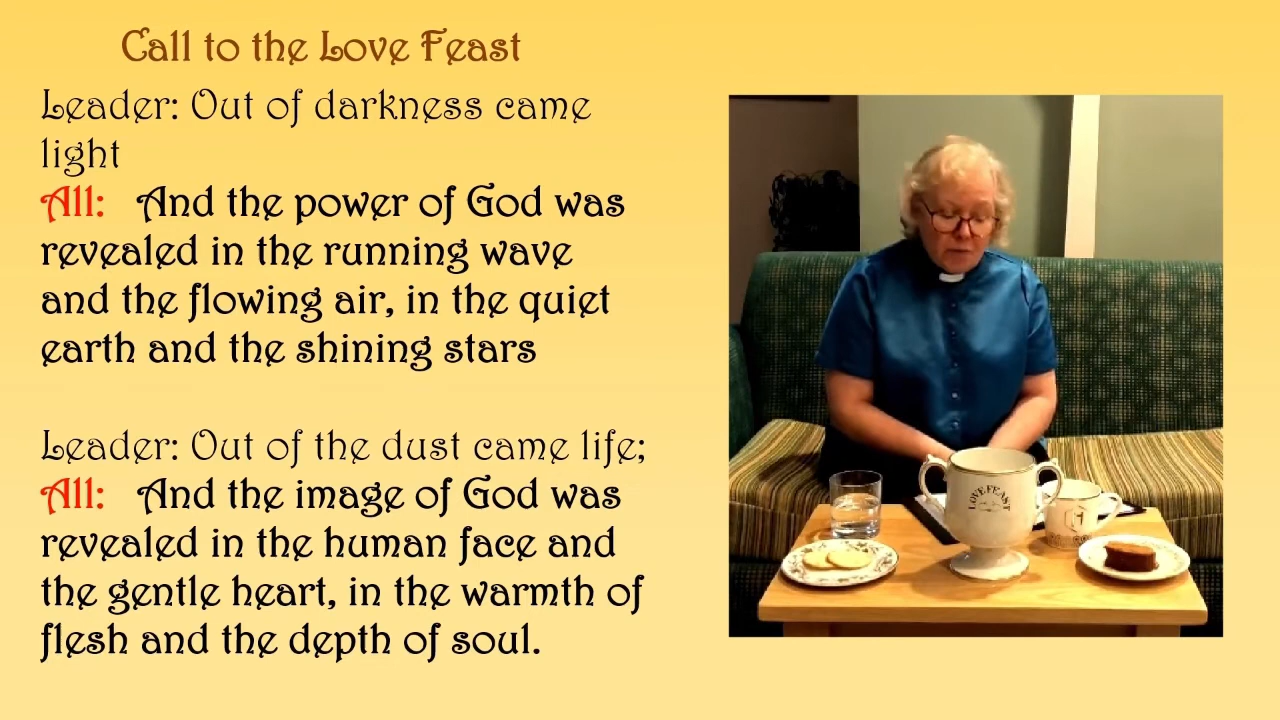 Call to the Love Feast
Leader: Out of darkness came
light
All: And the power of God was
revealed in the running wave
and the flowing air, in the quiet
earth and the shining stars
Leader: Out of the dust came life;
All: And the image of God was
revealed in the human face and
the gentle heart, in the warmth of
flesh and the depth of soul.
LOVEFEAST